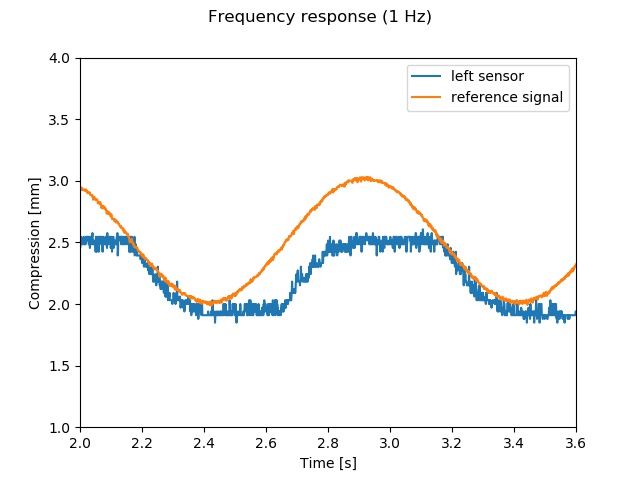 Frequency response (1 Hz)
left sensor
reference signal
4.0
3.5
3.0
2.5
2.0
1.5
1.0
Compression [mm]
2.0 2.2 2.4 2.6 2.8 3.0 3.2 3.4 3.6
Time [s]